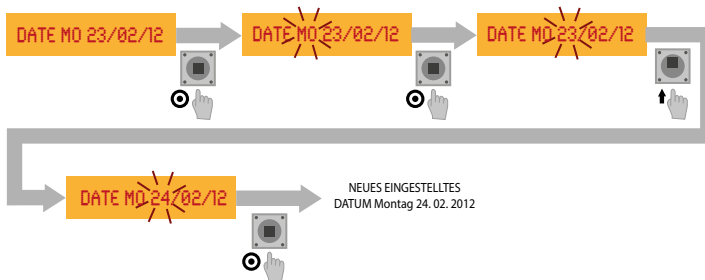 DATE MO 23/02/12
DATE MO 23/02/12
DATE MO 23/02/12
DATE MO 24/02/12
NEUES EINGESTELLTES
DATUM Montag 24. 02. 2012